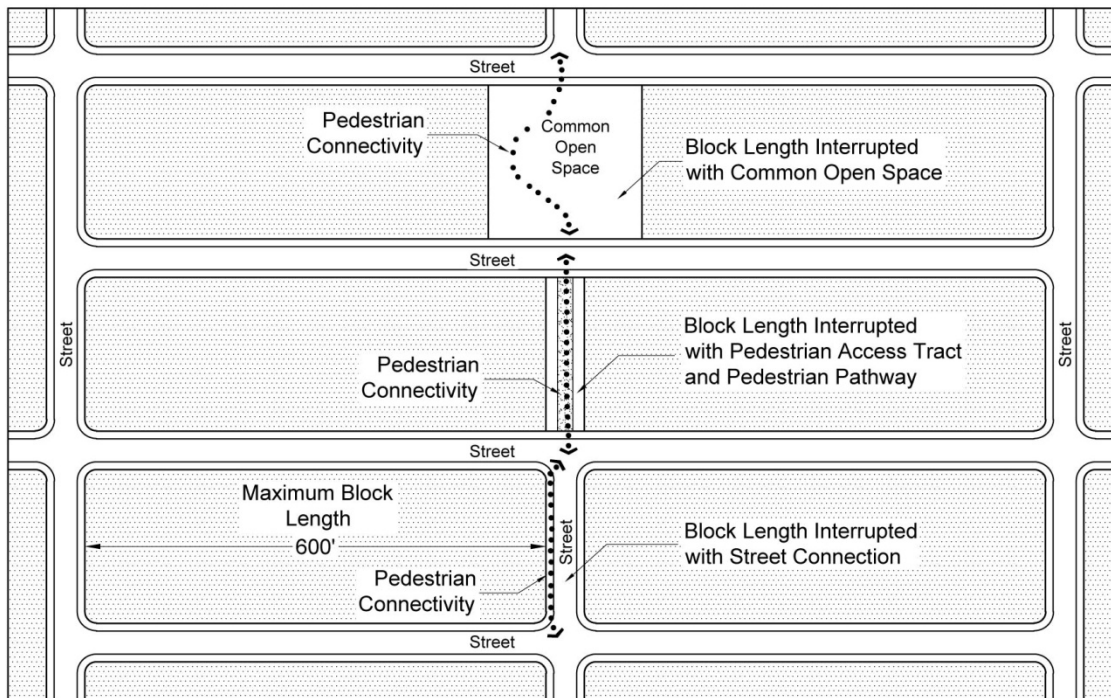 Street
Pedestrian
Connectivity
Common
Open
Space
Block Length Interrupted
with Common Open Space
Street
Street
Pedestrian
Connectivity
Block Length Interrupted
with Pedestrian Access Tract
and Pedestrian Pathway
Street
Street
Maximum Block
Length
600'
Pedestrian
Connectivity
Street
Block Length Interrupted
with Street Connection
Street